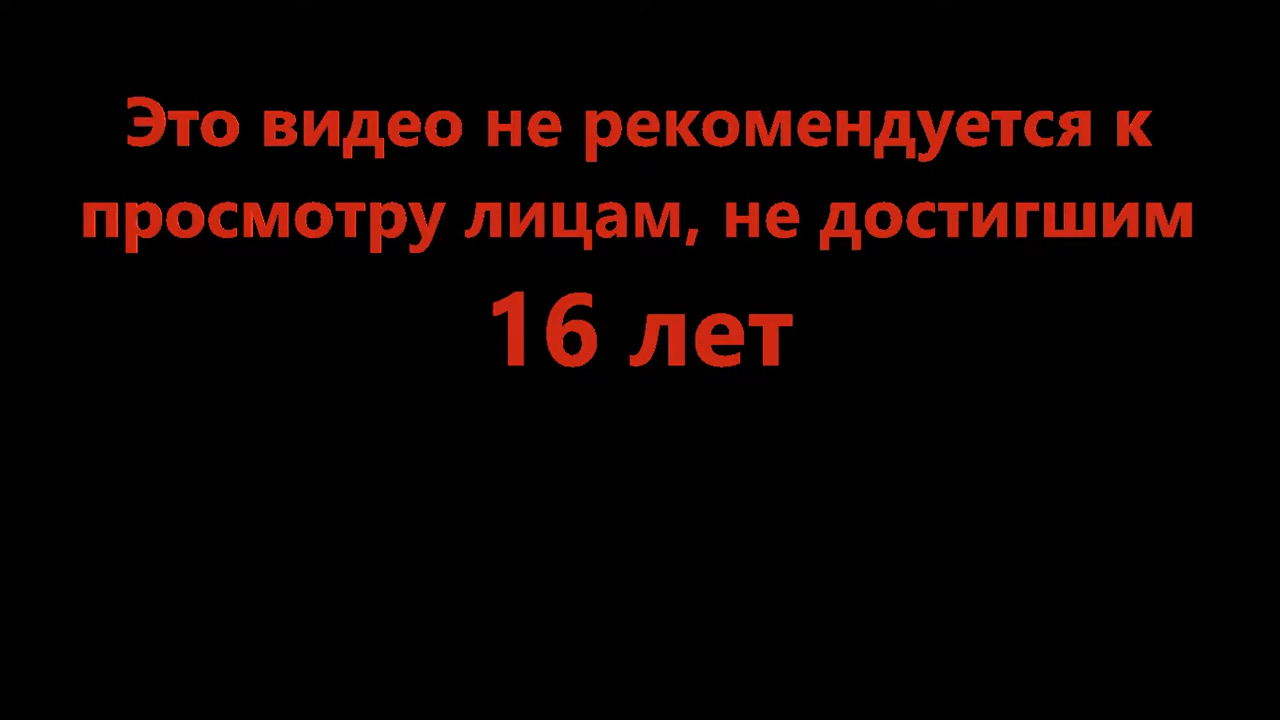 Это видео не рекомендуется к
просмотру лицам, не достигшим
16 лет